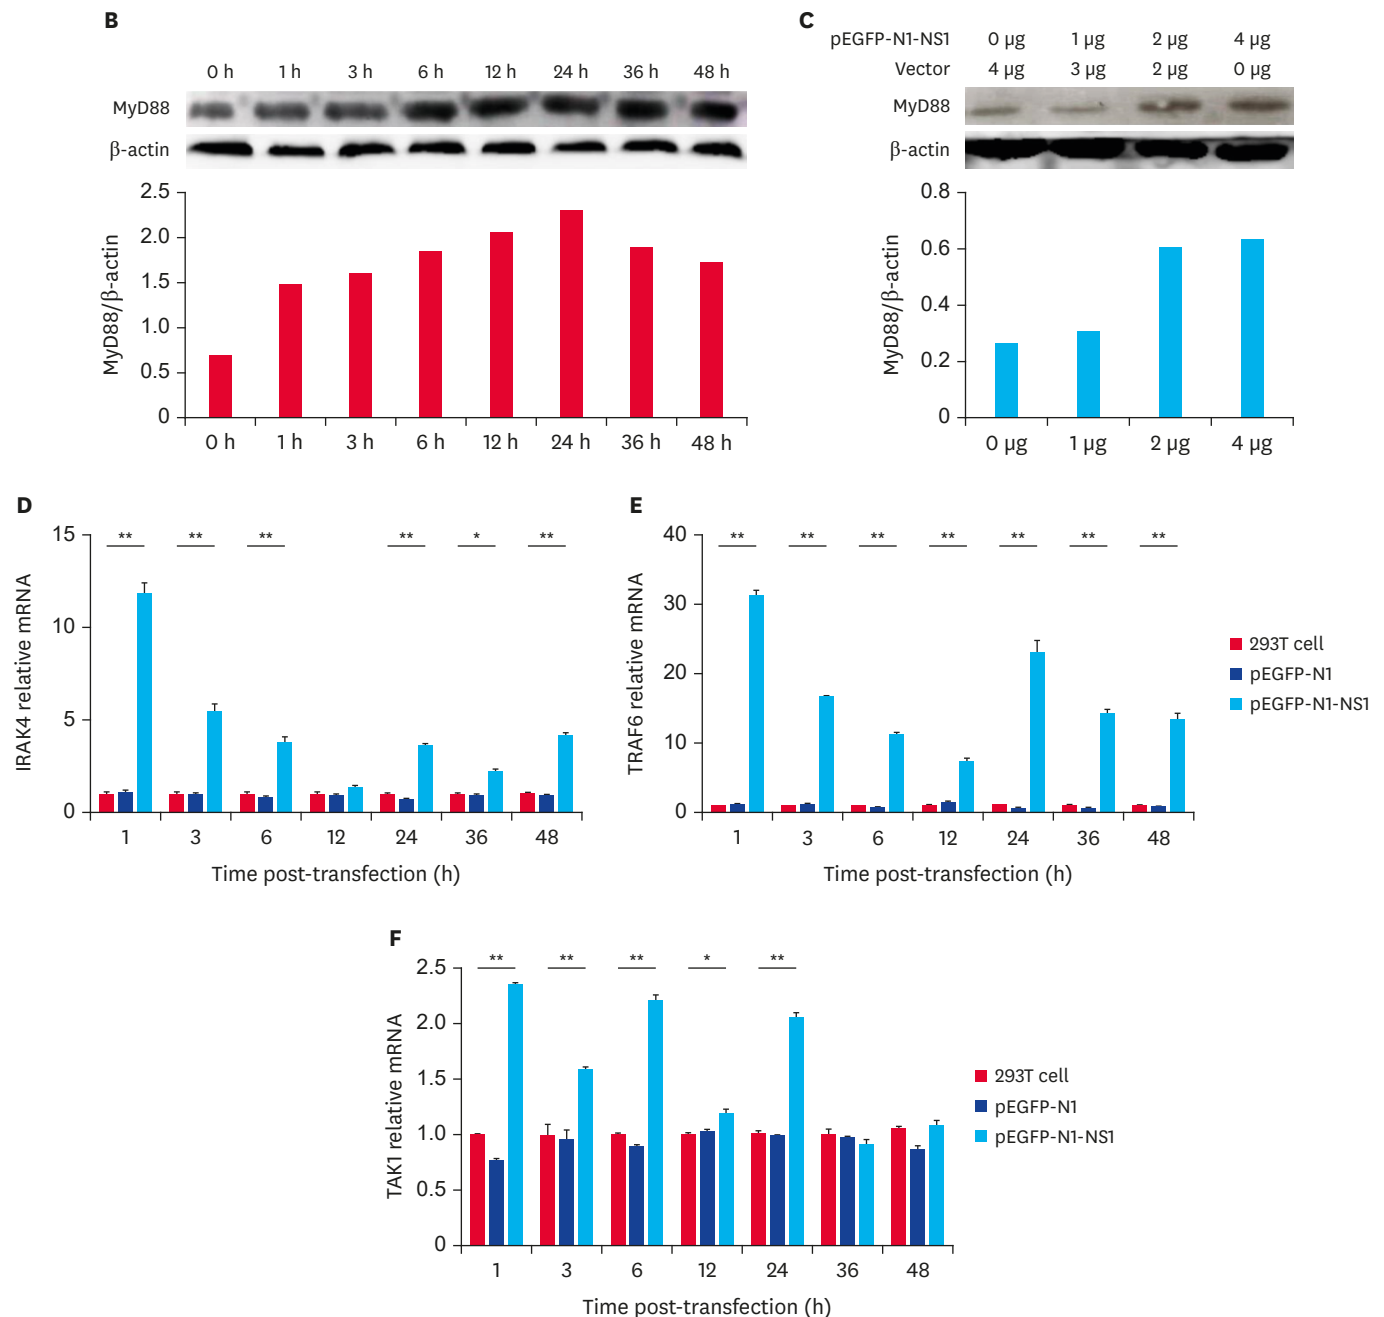 B
0 h 1 h 3 h 6 h 12 h 24 h 36 h 48 h
MyD88
β-actin
2.5
2.0
1.5
1.0
0.5
0
MyD88/β-actin
0 h 1 h 3 h 6 h 12 h 24 h 36 h 48 h
C
pEGFP-N1-NS1 0 µg 1 µg 2 µg 4 µg
Vector 4 µg 3 µg 2 µg 0 µg
MyD88
β-actin
0.8
0.6
0.4
0.2
0
MyD88/β-actin
0 µg 1 µg 2 µg 4 µg
D
15
10
5
0
IRAK4 relative mRNA
** ** ** ** * **
1 3 6 12 24 36 48
Time post-transfection (h)
E
40
30
20
10
0
TRAF6 relative mRNA
** ** ** ** ** ** **
1 3 6 12 24 36 48
Time post-transfection (h)
293T cell
pEGFP-N1
pEGFP-N1-NS1
F
2.5
2.0
1.5
1.0
0.5
0
TAK1 relative mRNA
** ** ** * **
1 3 6 12 24 36 48
Time post-transfection (h)
293T cell
pEGFP-N1
pEGFP-N1-NS1